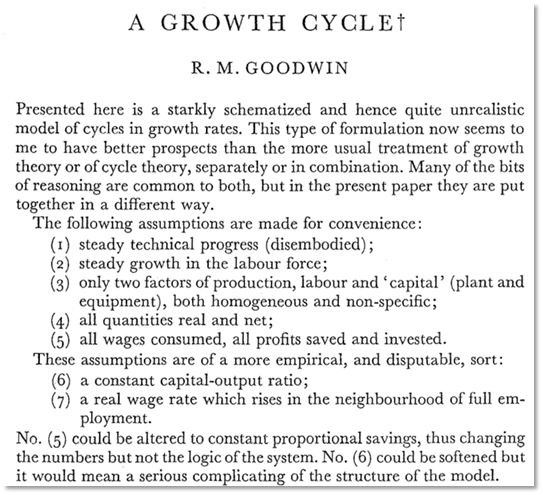 A GROWTH CYCLE†
R. M. GOODWIN
Presented here is a starkly schematized and hence quite unrealistic
model of cycles in growth rates. This type of formulation now seems to
me to have better prospects than the more usual treatment of growth
theory or of cycle theory, separately or in combination. Many of the bits
of reasoning are common to both, but in the present paper they are put
together in a different way.
The following assumptions are made for convenience:
(1) steady technical progress (disembodied);
(2) steady growth in the labour force;
(3) only two factors of production, labour and ‘capital’ (plant and
equipment), both homogeneous and non-specific;
(4) all quantities real and net;
(5) all wages consumed, all profits saved and invested.
These assumptions are of a more empirical, and disputable, sort:
(6) a constant capital-output ratio;
(7) a real wage rate which rises in the neighbourhood of full em-
ployment.
No. (5) could be altered to constant proportional savings, thus changing
the numbers but not the logic of the system. No. (6) could be softened but
it would mean a serious complicating of the structure of the model.